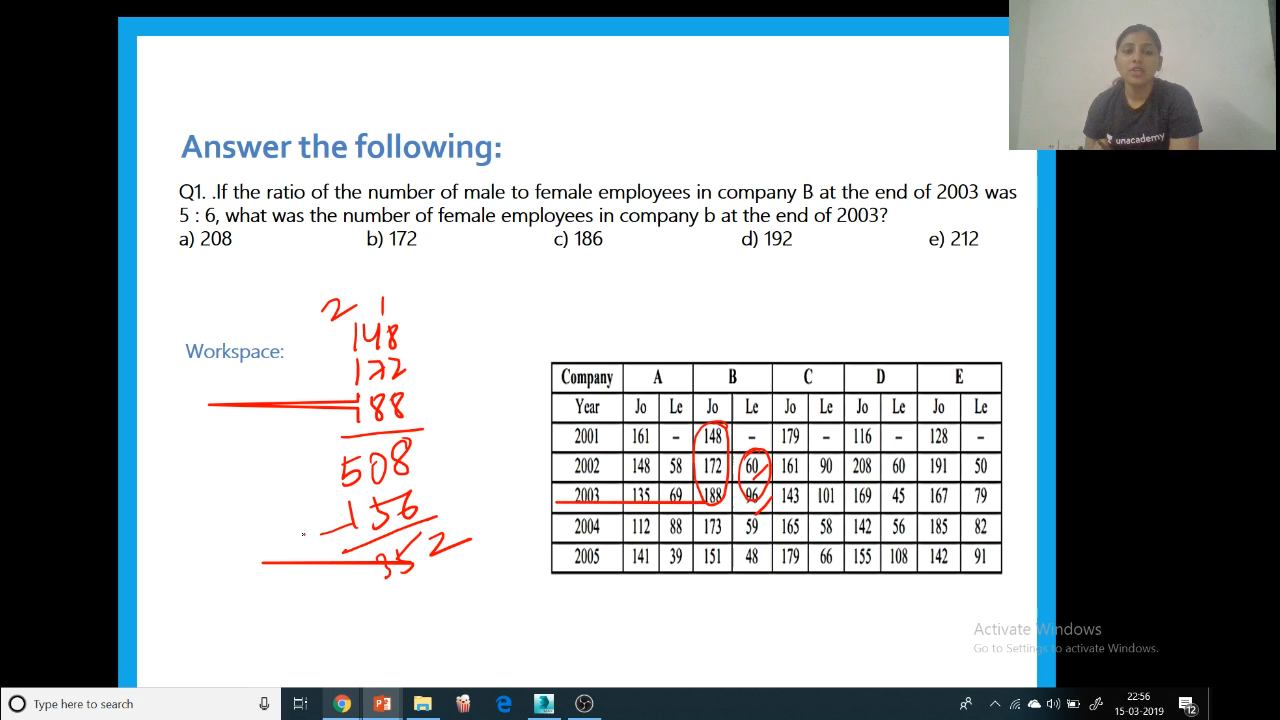 unacademy
Answer the following:
Q1. .If the ratio of the number of male to female employees in company B at the end of 2003 was
5 : 6, what was the number of female employees in company b at the end of 2003?
a) 208 b) 172 c) 186 d) 192 e) 212
2 1
148
Workspace:
172
188
508
- 156
352
Company A B C D E
Year Jo Le Jo Le Jo Le Jo Le Jo Le
2001 161 – 148 – 179 – 116 – 128 –
2002 148 58 172 60 161 90 208 60 191 50
2003 135 69 188 96 143 101 169 45 167 79
2004 112 88 173 59 165 58 142 56 185 82
2005 141 39 151 48 179 66 155 108 142 91
Activate Windows
Go to Settings to activate Windows.
Type here to search
22:56
15-03-2019
12